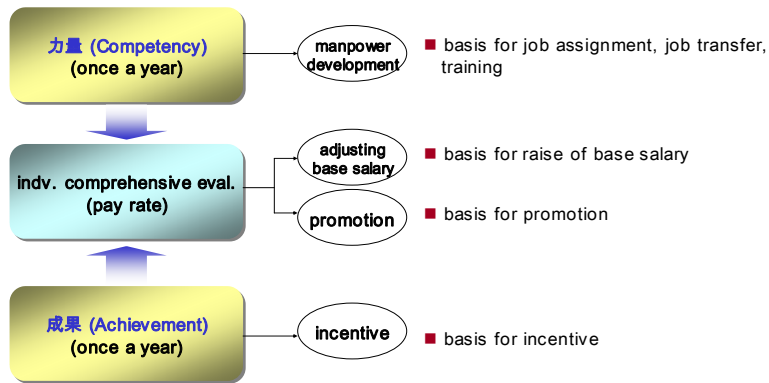 力量 (Competency)
(once a year)
manpower
development
■ basis for job assignment, job transfer,
training
indv. comprehensive eval.
(pay rate)
adjusting
base salary
■ basis for raise of base salary
promotion
■ basis for promotion
成果 (Achievement)
(once a year)
incentive
■ basis for incentive